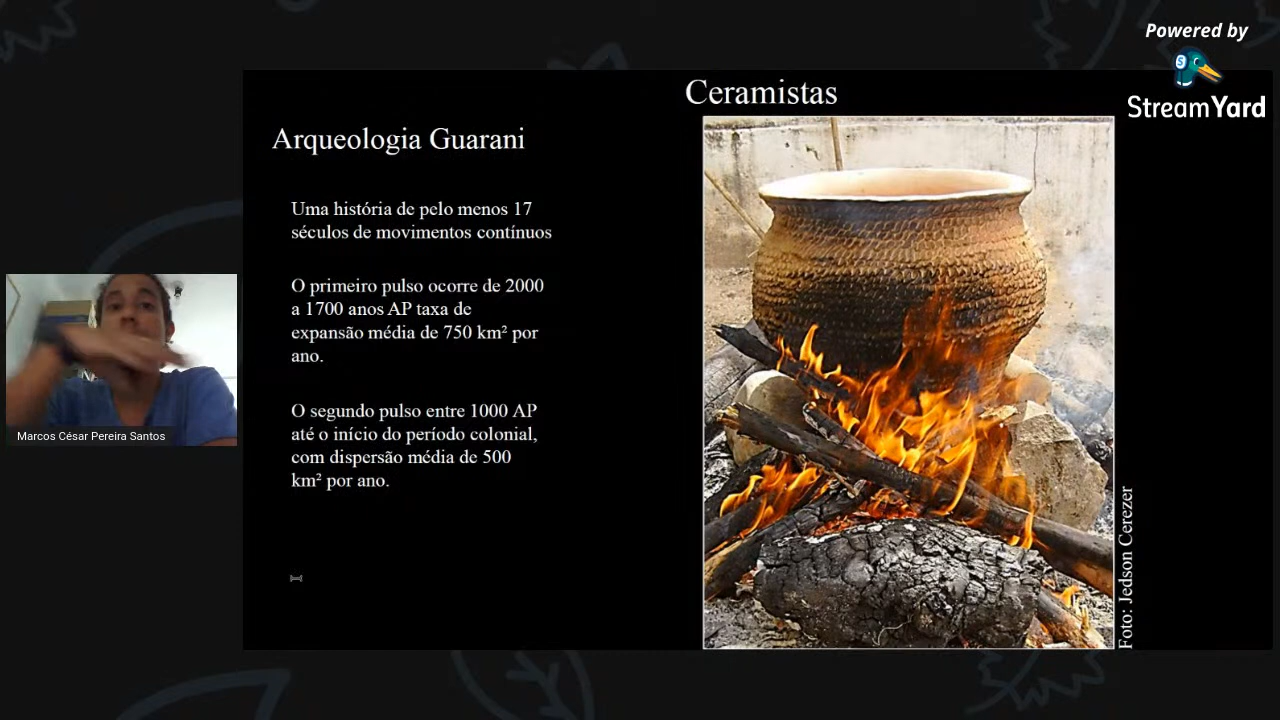 Powered by
StreamYard
Ceramistas
Arqueologia Guarani
Uma história de pelo menos 17
séculos de movimentos contínuos
O primeiro pulso ocorre de 2000
a 1700 anos AP taxa de
expansão média de 750 km² por
ano.
O segundo pulso entre 1000 AP
até o início do período colonial,
com dispersão média de 500
km² por ano.
Foto: Jedson Cerezer
Marcos César Pereira Santos